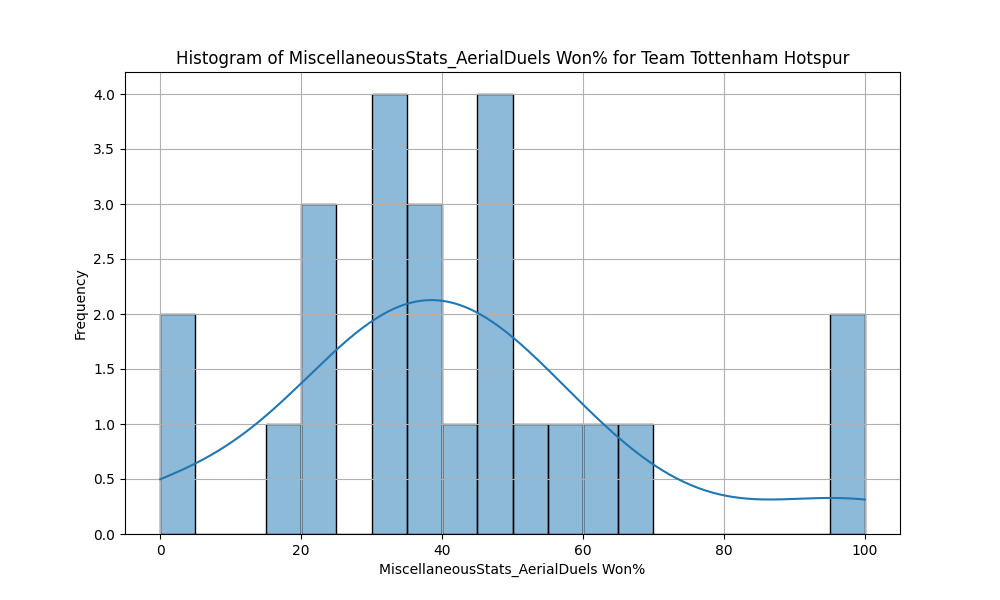 Histogram of MiscellaneousStats_AerialDuels Won% for Team Tottenham Hotspur
4.0
3.5
3.0
2.5
2.0
1.5
1.0
0.5
0.0
Frequency
0 20 40 60 80 100
MiscellaneousStats_AerialDuels Won%